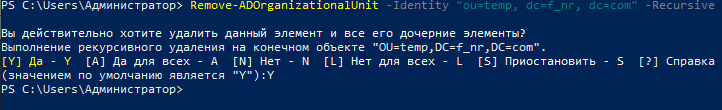 PS C:\Users\Администратор> Remove-ADOrganizationalUnit -Identity "ou=temp, dc=f_nr, dc=com" -Recursive
Вы действительно хотите удалить данный элемент и все его дочерние элементы?
Выполнение рекурсивного удаления на конечном объекте "OU=temp,DC=f_nr,DC=com".
[Y] Да - Y  [A] Да для всех - A  [N] Нет - N  [L] Нет для всех - L  [S] Приостановить - S  [?] Справка
(значением по умолчанию является "Y"):Y
PS C:\Users\Администратор>